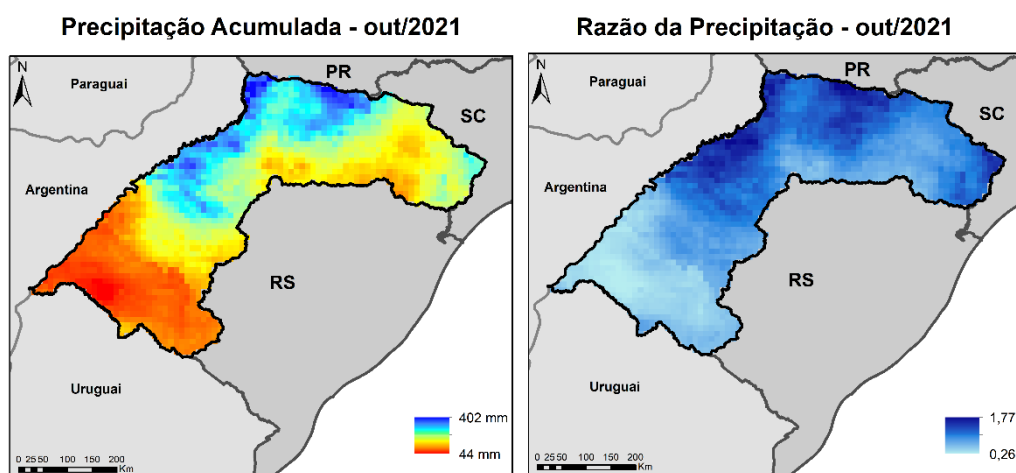 Precipitação Acumulada - out/2021
N
Paraguai
PR
SC
Argentina
RS
Uruguai
402 mm
44 mm
0 25 50 100 150 200
Km
Razão da Precipitação - out/2021
N
Paraguai
PR
SC
Argentina
RS
Uruguai
1,77
0,26
0 25 50 100 150 200
Km